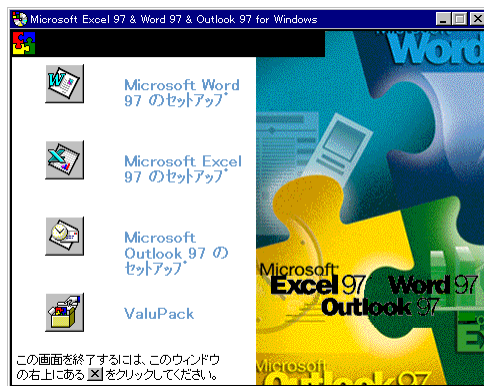 Microsoft Excel 97 & Word 97 & Outlook 97 for Windows
Microsoft Word
97 のｾｯﾄｱｯﾌﾟ
Microsoft Excel
97 のｾｯﾄｱｯﾌﾟ
Microsoft
Outlook 97 の
ｾｯﾄｱｯﾌﾟ
ValuPack
この画面を終了するには、このウィンドウ
の右上にある×をクリックしてください。
Word
Microsoft
Excel 97 Word 97
Outlook 97